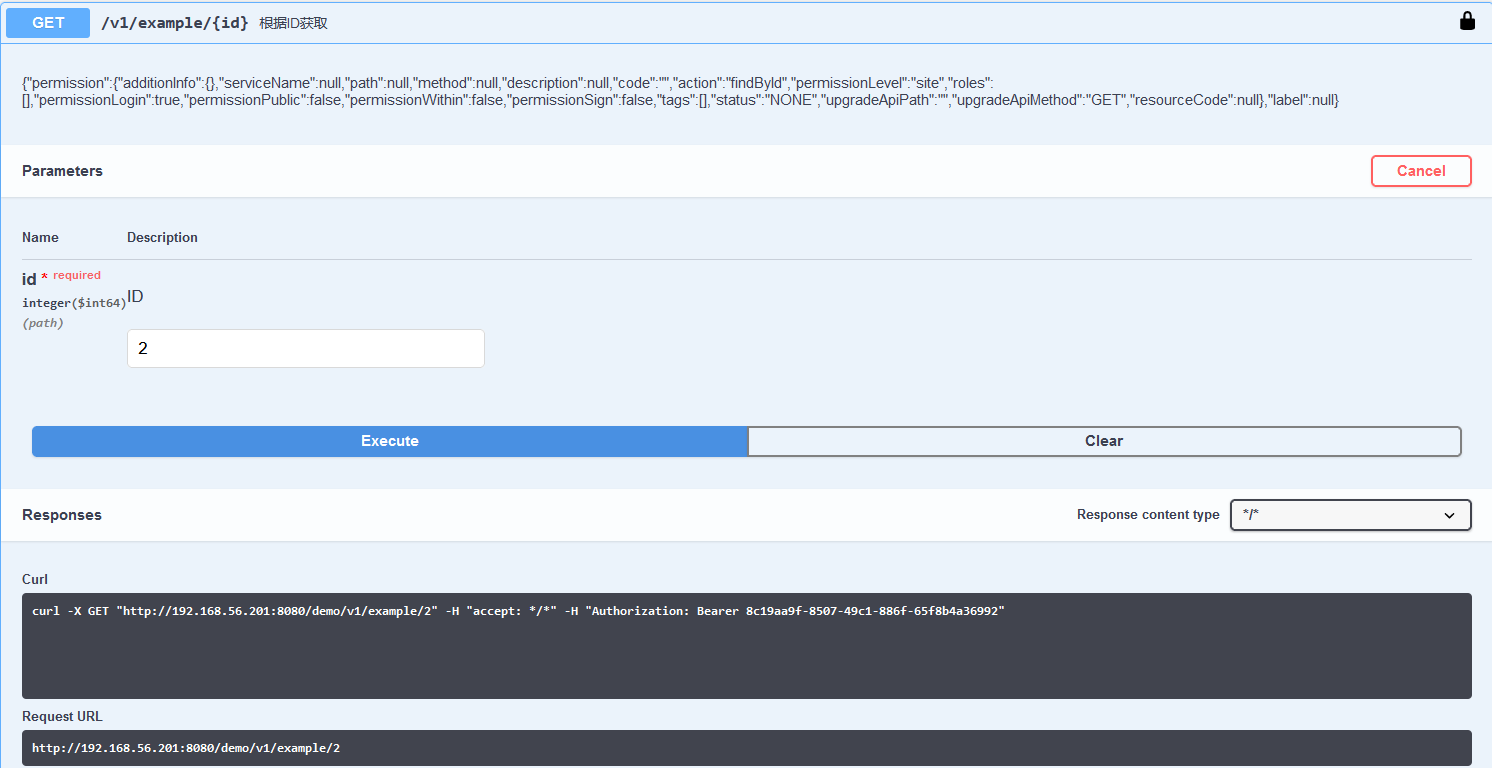 GET /v1/example/{id} 根据ID获取
{"permission":{"additionInfo":{},"serviceName":null,"path":null,"method":null,"description":null,"code":"","action":"findById","permissionLevel":"site","roles":
[],"permissionLogin":true,"permissionPublic":false,"permissionWithin":false,"permissionSign":false,"tags":[],"status":"NONE","upgradeApiPath":"","upgradeApiMethod":"GET","resourceCode":null},"label":null}
Parameters Cancel
Name Description
id * required
integer($int64) ID
(path)
2
Execute Clear
Responses Response content type */*
Curl
curl -X GET "http://192.168.56.201:8080/demo/v1/example/2" -H "accept: */*" -H "Authorization: Bearer 8c19aa9f-8507-49c1-886f-65f8b4a36992"
Request URL
http://192.168.56.201:8080/demo/v1/example/2